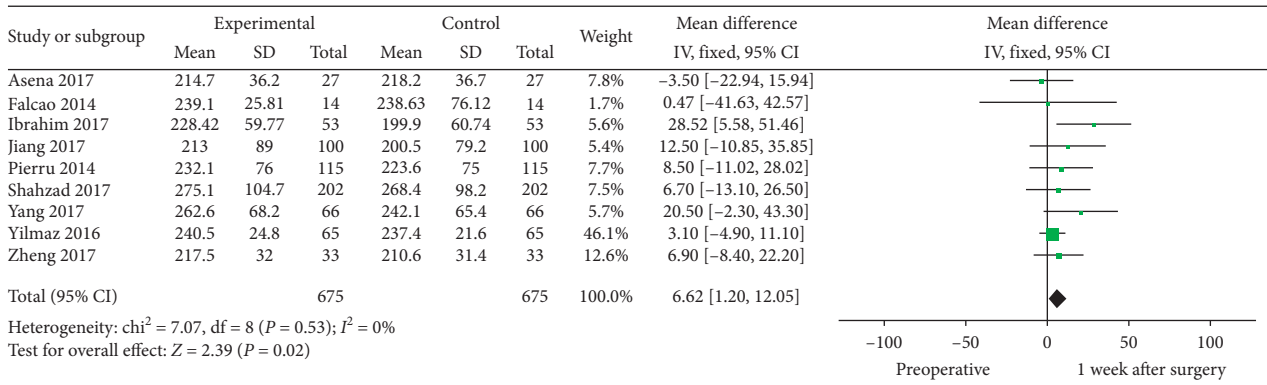 Study or subgroup Experimental Control Weight Mean difference Mean difference
Mean SD Total Mean SD Total IV, fixed, 95% CI IV, fixed, 95% CI
Asena 2017 214.7 36.2 27 218.2 36.7 27 7.8% –3.50 [–22.94, 15.94]
Falcao 2014 239.1 25.81 14 238.63 76.12 14 1.7% 0.47 [–41.63, 42.57]
Ibrahim 2017 228.42 59.77 53 199.9 60.74 53 5.6% 28.52 [5.58, 51.46]
Jiang 2017 213 89 100 200.5 79.2 100 5.4% 12.50 [–10.85, 35.85]
Pierru 2014 232.1 76 115 223.6 75 115 7.7% 8.50 [–11.02, 28.02]
Shahzad 2017 275.1 104.7 202 268.4 98.2 202 7.5% 6.70 [–13.10, 26.50]
Yang 2017 262.6 68.2 66 242.1 65.4 66 5.7% 20.50 [–2.30, 43.30]
Yilmaz 2016 240.5 24.8 65 237.4 21.6 65 46.1% 3.10 [–4.90, 11.10]
Zheng 2017 217.5 32 33 210.6 31.4 33 12.6% 6.90 [–8.40, 22.20]
Total (95% CI) 675 675 100.0% 6.62 [1.20, 12.05]
Heterogeneity: chi² = 7.07, df = 8 (P = 0.53); I² = 0%
Test for overall effect: Z = 2.39 (P = 0.02)
–100 –50 0 50 100
Preoperative 1 week after surgery